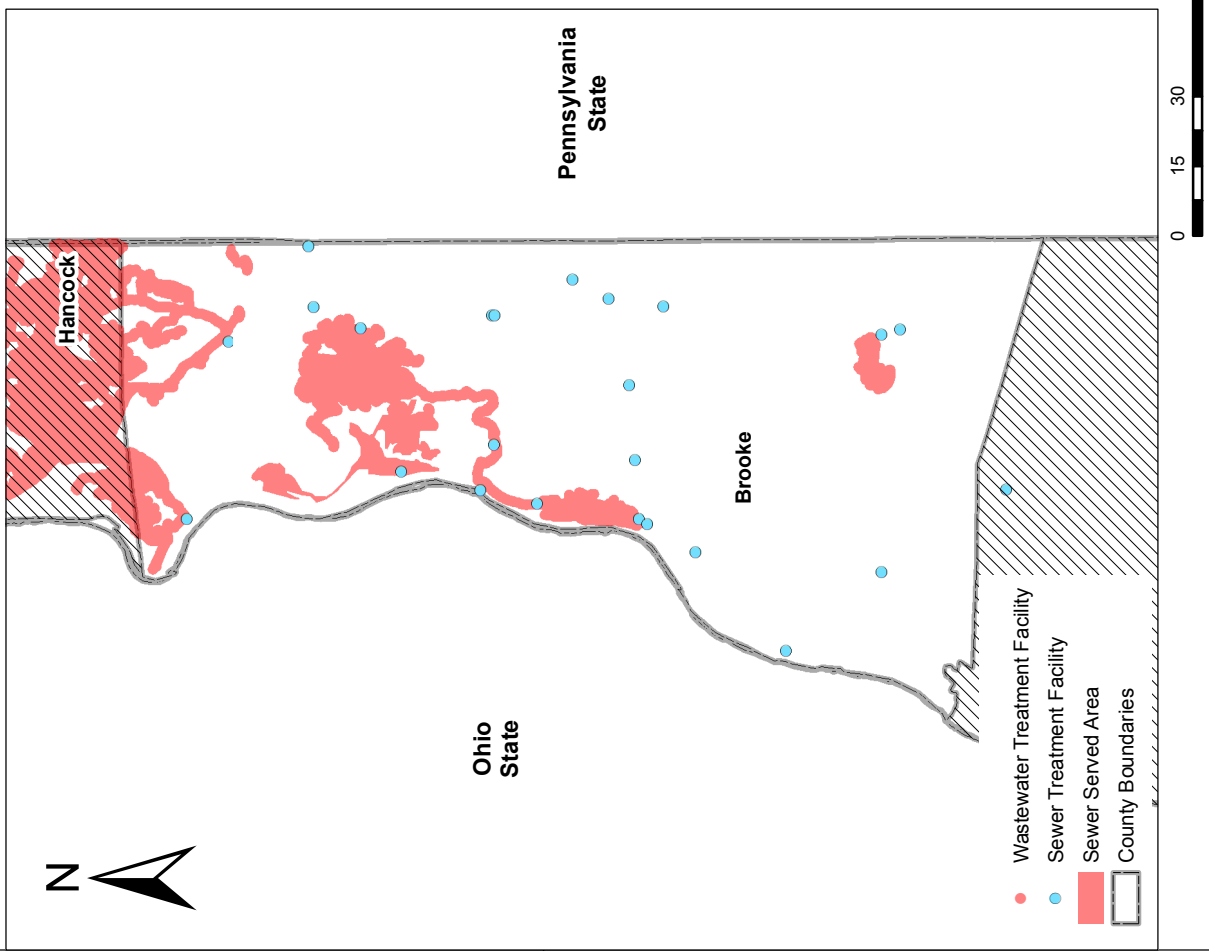 N
Hancock
Pennsylvania
State
Ohio
State
Brooke
Wastewater Treatment Facility
Sewer Treatment Facility
Sewer Served Area
County Boundaries
0 15 30